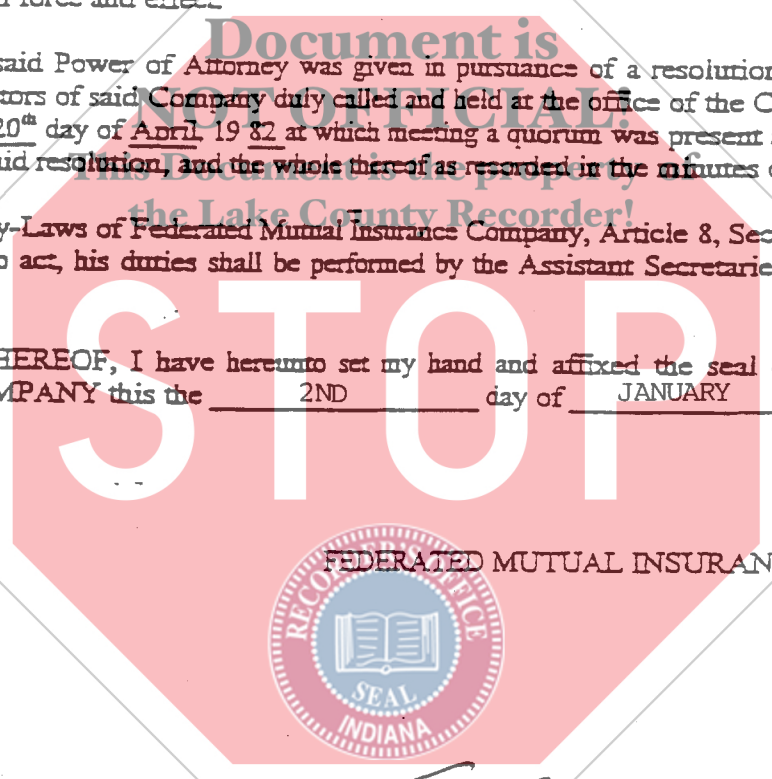 force and effect
Document is
said Power of Attorney was given in pursuance of a resolution
NOT OFFICIAL!
tors of said Company duly called and held at the office of the C
20th day of April, 19 82 at which meeting a quorum was present
This Document is the property of
uid resolution, and the whole thereof as recorded in the minutes
the Lake County Recorder!
y-Laws of Federated Mutual Insurance Company, Article 8, Sec
o act, his duties shall be performed by the Assistant Secretarie
STOP
HEREOF, I have hereunto set my hand and affixed the seal
MPANY this the 2ND day of JANUARY
FEDERATED MUTUAL INSURAN
RECORDER'S OFFICE
SEAL
INDIANA